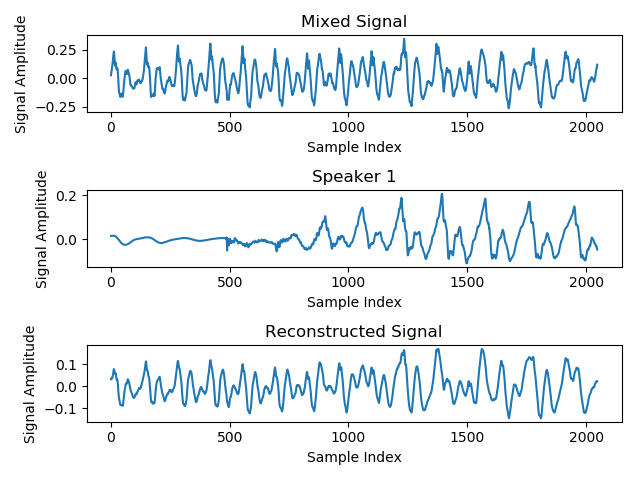 Mixed Signal
Signal Amplitude
0.25
0.00
−0.25
0
500
1000
1500
2000
Sample Index
Speaker 1
Signal Amplitude
0.2
0.0
0
500
1000
1500
2000
Sample Index
Reconstructed Signal
Signal Amplitude
0.1
0.0
−0.1
0
500
1000
1500
2000
Sample Index